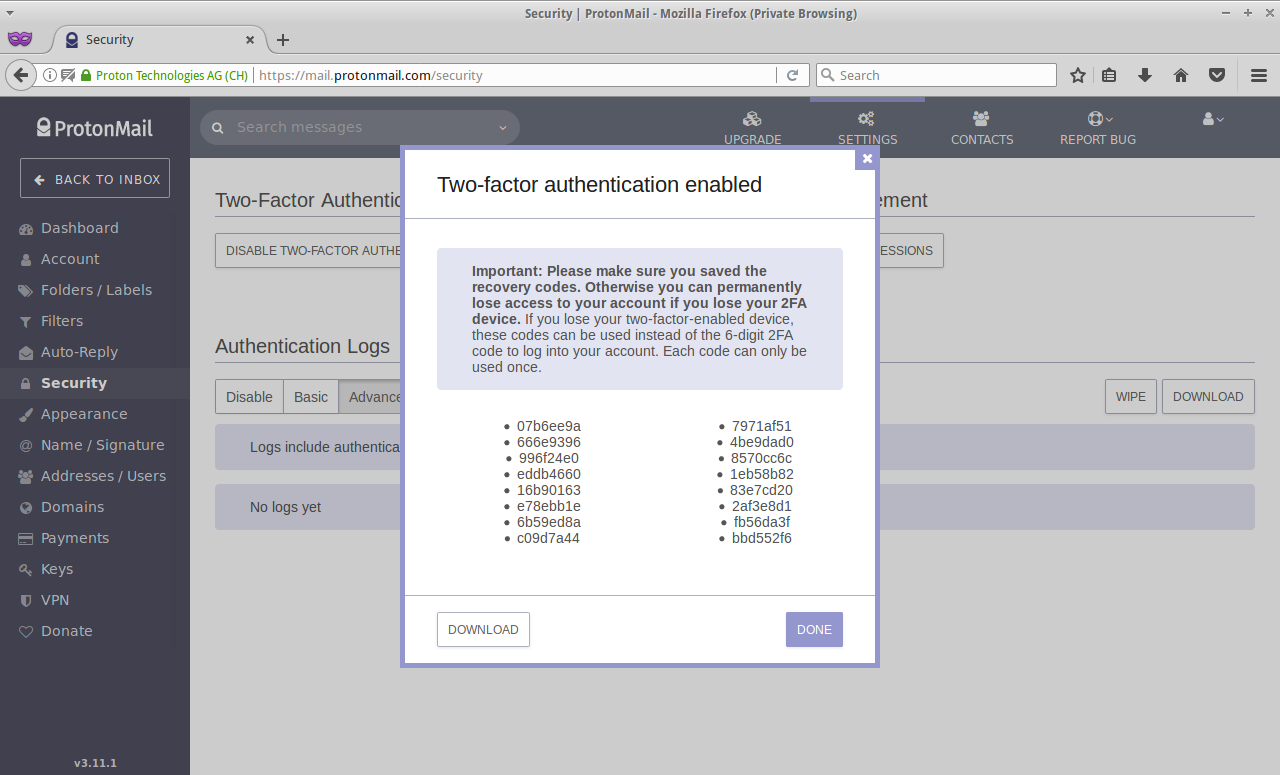 Security | ProtonMail - Mozilla Firefox (Private Browsing)
Security
Proton Technologies AG (CH)
https://mail.protonmail.com/security
Search
ProtonMail
Search messages
UPGRADE
SETTINGS
CONTACTS
REPORT BUG
BACK TO INBOX
Dashboard
Account
Folders / Labels
Filters
Auto-Reply
Security
Appearance
Name / Signature
Addresses / Users
Domains
Payments
Keys
VPN
Donate
v3.11.1
Two-Factor Authentic
ement
DISABLE TWO-FACTOR AUTHE
ESSIONS
Authentication Logs
Disable
Basic
Advance
WIPE
DOWNLOAD
Logs include authentica
No logs yet
Two-factor authentication enabled
Important: Please make sure you saved the
recovery codes. Otherwise you can permanently
lose access to your account if you lose your 2FA
device. If you lose your two-factor-enabled device,
these codes can be used instead of the 6-digit 2FA
code to log into your account. Each code can only be
used once.
07b6ee9a
666e9396
996f24e0
eddb4660
16b90163
e78ebb1e
6b59ed8a
c09d7a44
7971af51
4be9dad0
8570cc6c
1eb58b82
83e7cd20
2af3e8d1
fb56da3f
bbd552f6
DOWNLOAD
DONE